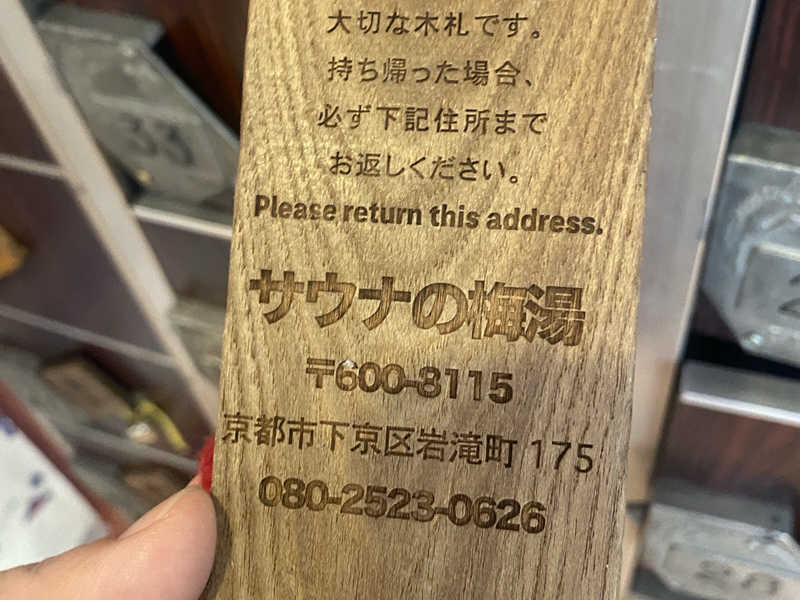 大切な木札です。
持ち帰った場合、
必ず下記住所まで
お返しください。
Please return this address.
サウナの梅湯
〒600-8115
京都市下京区岩滝町 175
080-2523-0626
33
28